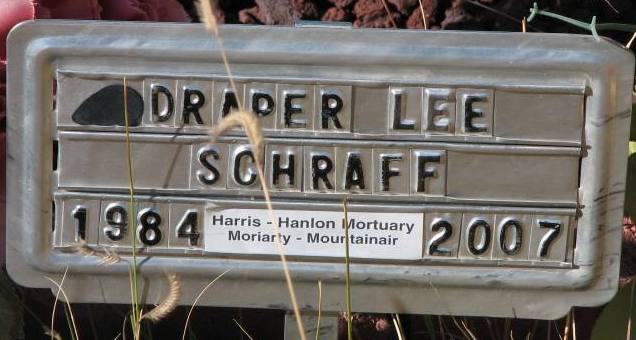 DRAPER LEE
SCHRAFF
1984 Harris - Hanlon Mortuary 2007
Moriarty - Mountainair